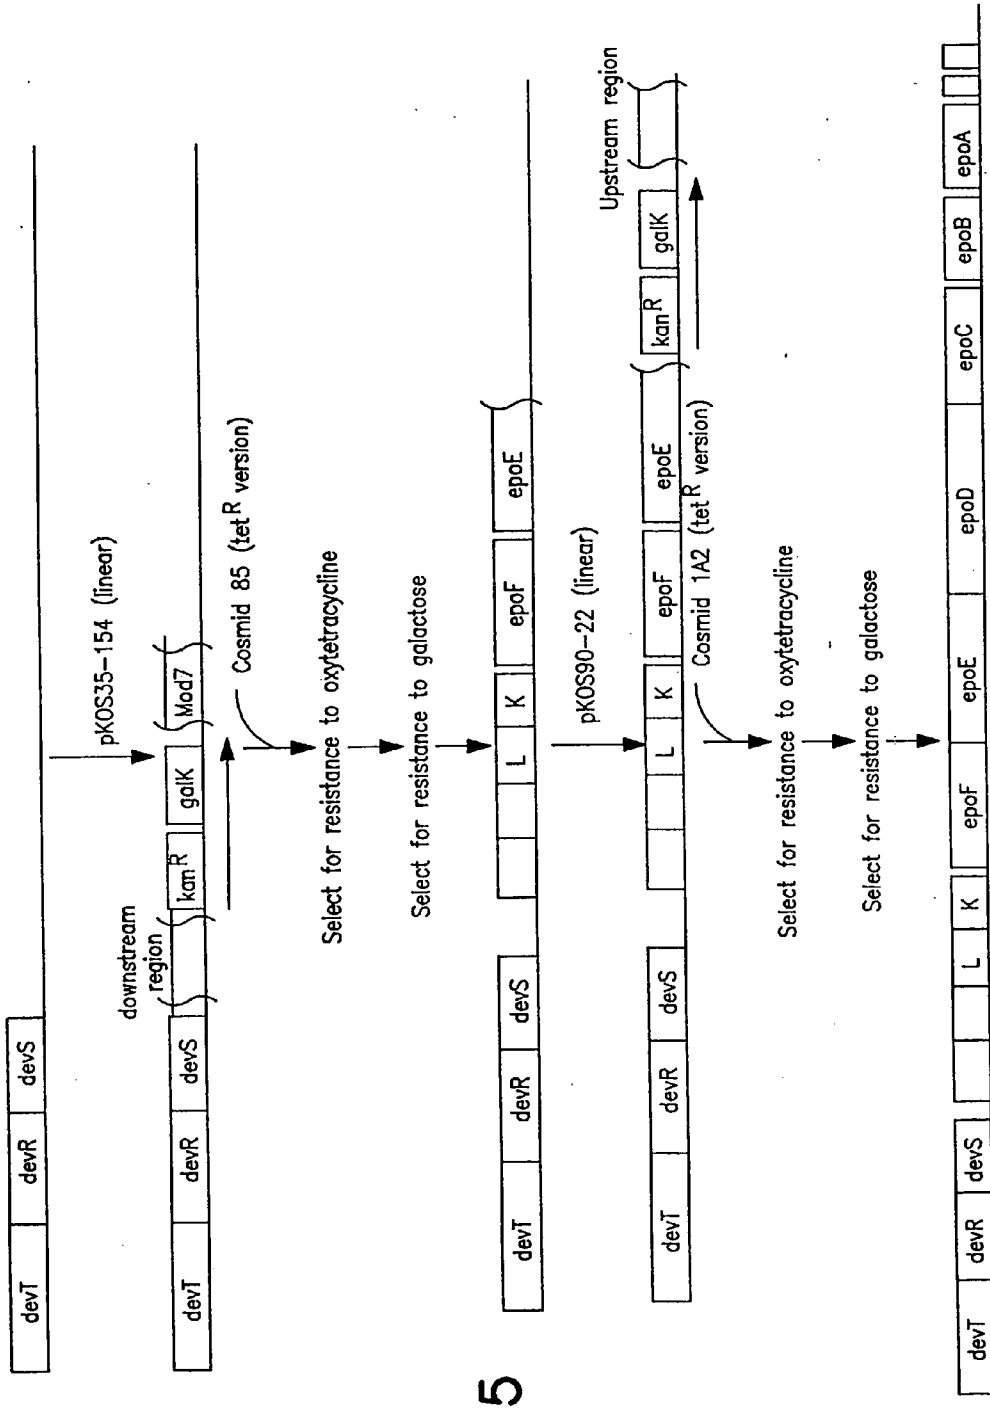 devT devR devS
pKOS35-154 (linear)
downstream
region
devT devR devS kanR galK Mod7
Cosmid 85 (tetR version)
Select for resistance to oxytetracycline
Select for resistance to galactose
devT devR devS L K epoF epoE
pKOS90-22 (linear)
Upstream region
devT devR devS L K epoF epoE kanR galK
Cosmid 1A2 (tetR version)
Select for resistance to oxytetracycline
Select for resistance to galactose
devT devR devS L K epoF epoE epoD epoC epoB epoA
5